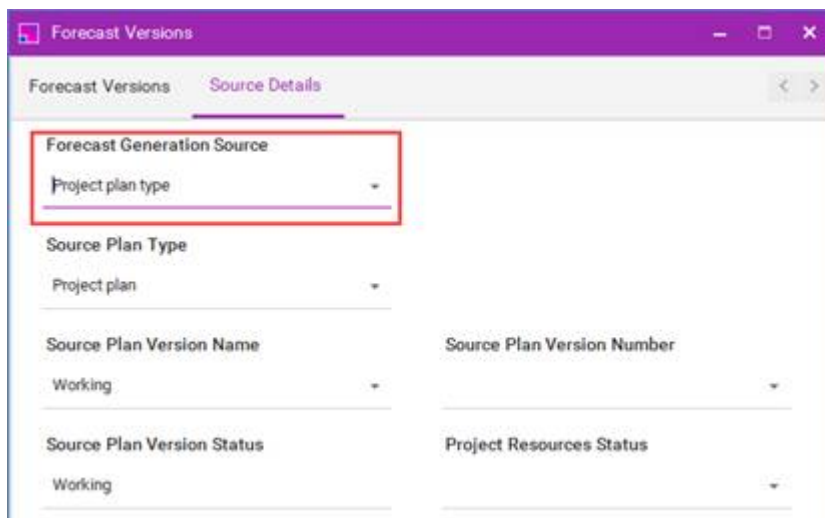 Forecast Versions
Forecast Versions Source Details
Forecast Generation Source
Project plan type
Source Plan Type
Project plan
Source Plan Version Name Source Plan Version Number
Working
Source Plan Version Status Project Resources Status
Working